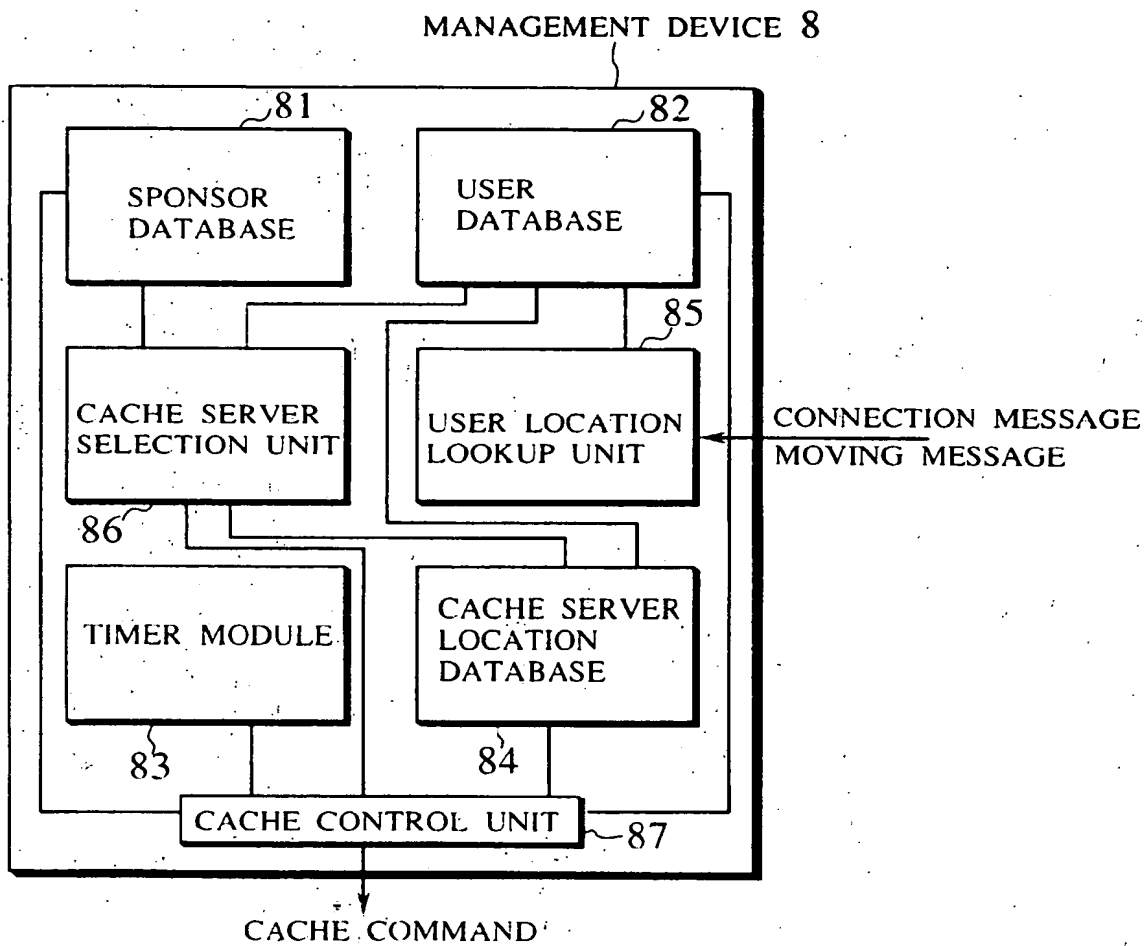 MANAGEMENT DEVICE 8
81
82
SPONSOR
DATABASE
USER
DATABASE
85
CACHE SERVER
SELECTION UNIT
USER LOCATION
LOOKUP UNIT
CONNECTION MESSAGE
MOVING MESSAGE
86
TIMER MODULE
CACHE SERVER
LOCATION
DATABASE
83
84
CACHE CONTROL UNIT
87
CACHE COMMAND